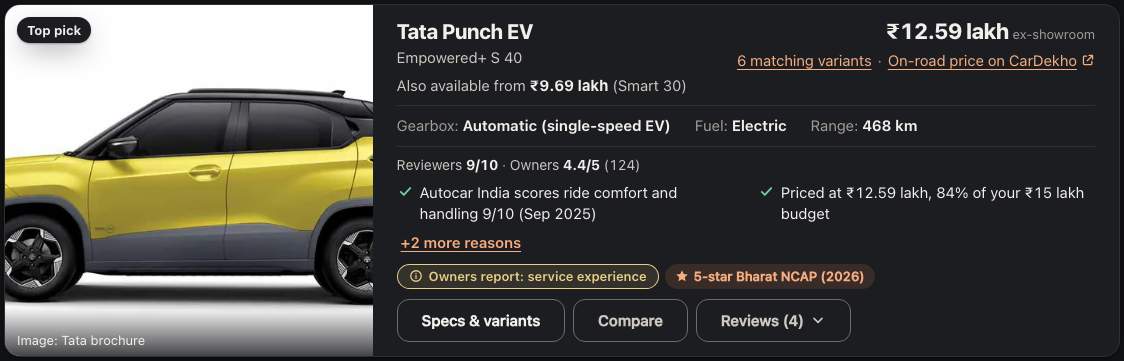 Top pick
Tata Punch EV
₹12.59 lakh ex-showroom
Empowered+ S 40
6 matching variants · On-road price on CarDekho
Also available from ₹9.69 lakh (Smart 30)
Gearbox: Automatic (single-speed EV) Fuel: Electric Range: 468 km
Reviewers 9/10 · Owners 4.4/5 (124)
Autocar India scores ride comfort and
handling 9/10 (Sep 2025)
Priced at ₹12.59 lakh, 84% of your ₹15 lakh
budget
+2 more reasons
Owners report: service experience
5-star Bharat NCAP (2026)
Specs & variants
Compare
Reviews (4)
Image: Tata brochure